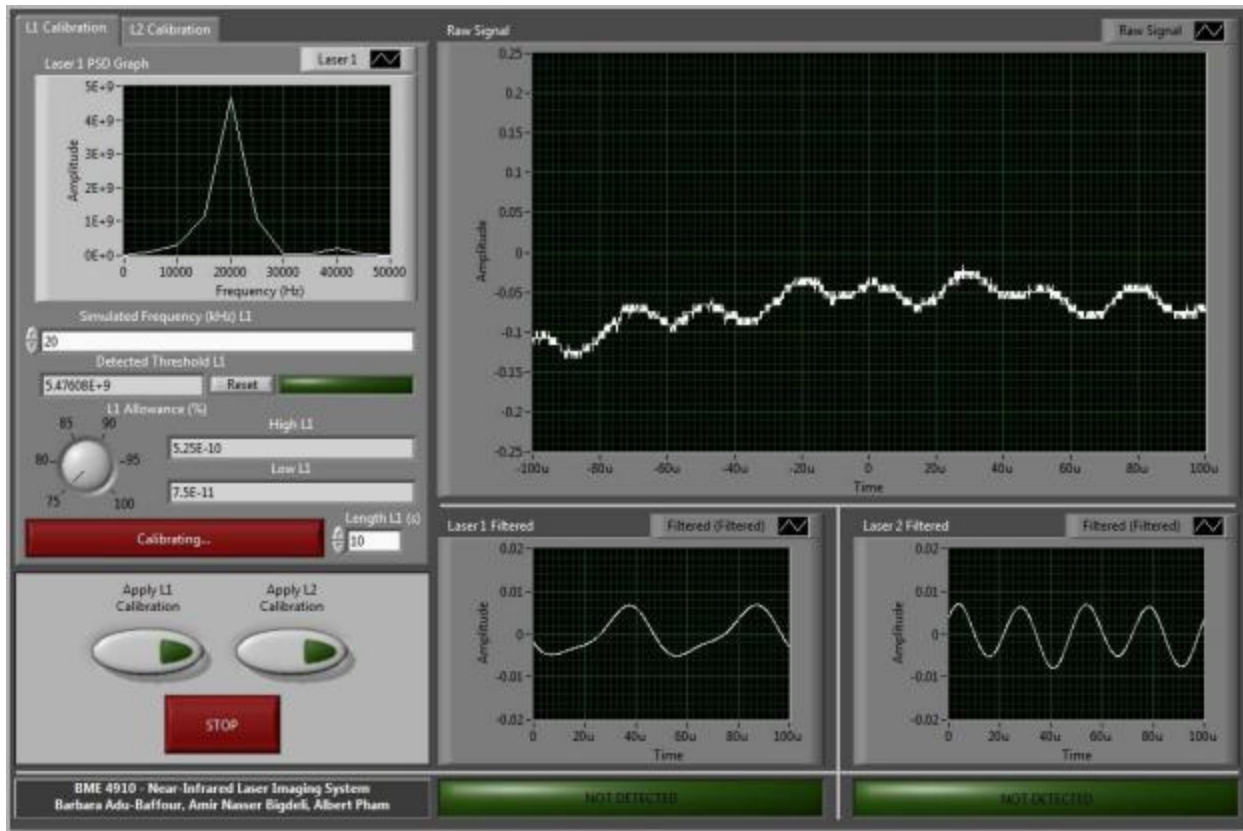 L1 Calibration
L2 Calibration
Laser 1 PSD Graph
Laser 1
Amplitude
5E+9
4E+9
3E+9
2E+9
1E+9
0E+0
0 10000 20000 30000 40000 50000
Frequency (Hz)
Simulated Frequency (kHz) L1
20
Detected Threshold L1
5.47608E+9
Reset
L1 Allowance (%)
75 80 85 90 95 100
High L1
5.25E-10
Low L1
7.5E-11
Calibrating...
Length L1 (s)
10
Apply L1
Calibration
Apply L2
Calibration
STOP
BME 4910 - Near-Infrared Laser Imaging System
Barbara Adu-Baffour, Amir Nasser Bigdeli, Albert Pham
Raw Signal
Raw Signal
Amplitude
0.25
0.2
0.15
0.1
0.05
0
-0.05
-0.1
-0.15
-0.2
-0.25
-100u -80u -60u -40u -20u 0 20u 40u 60u 80u 100u
Time
Laser 1 Filtered
Filtered (Filtered)
Amplitude
0.02
0.01
0
-0.01
-0.02
0 20u 40u 60u 80u 100u
Time
NOT DETECTED
Laser 2 Filtered
Filtered (Filtered)
Amplitude
0.02
0.01
0
-0.01
-0.02
0 20u 40u 60u 80u 100u
Time
NOT DETECTED